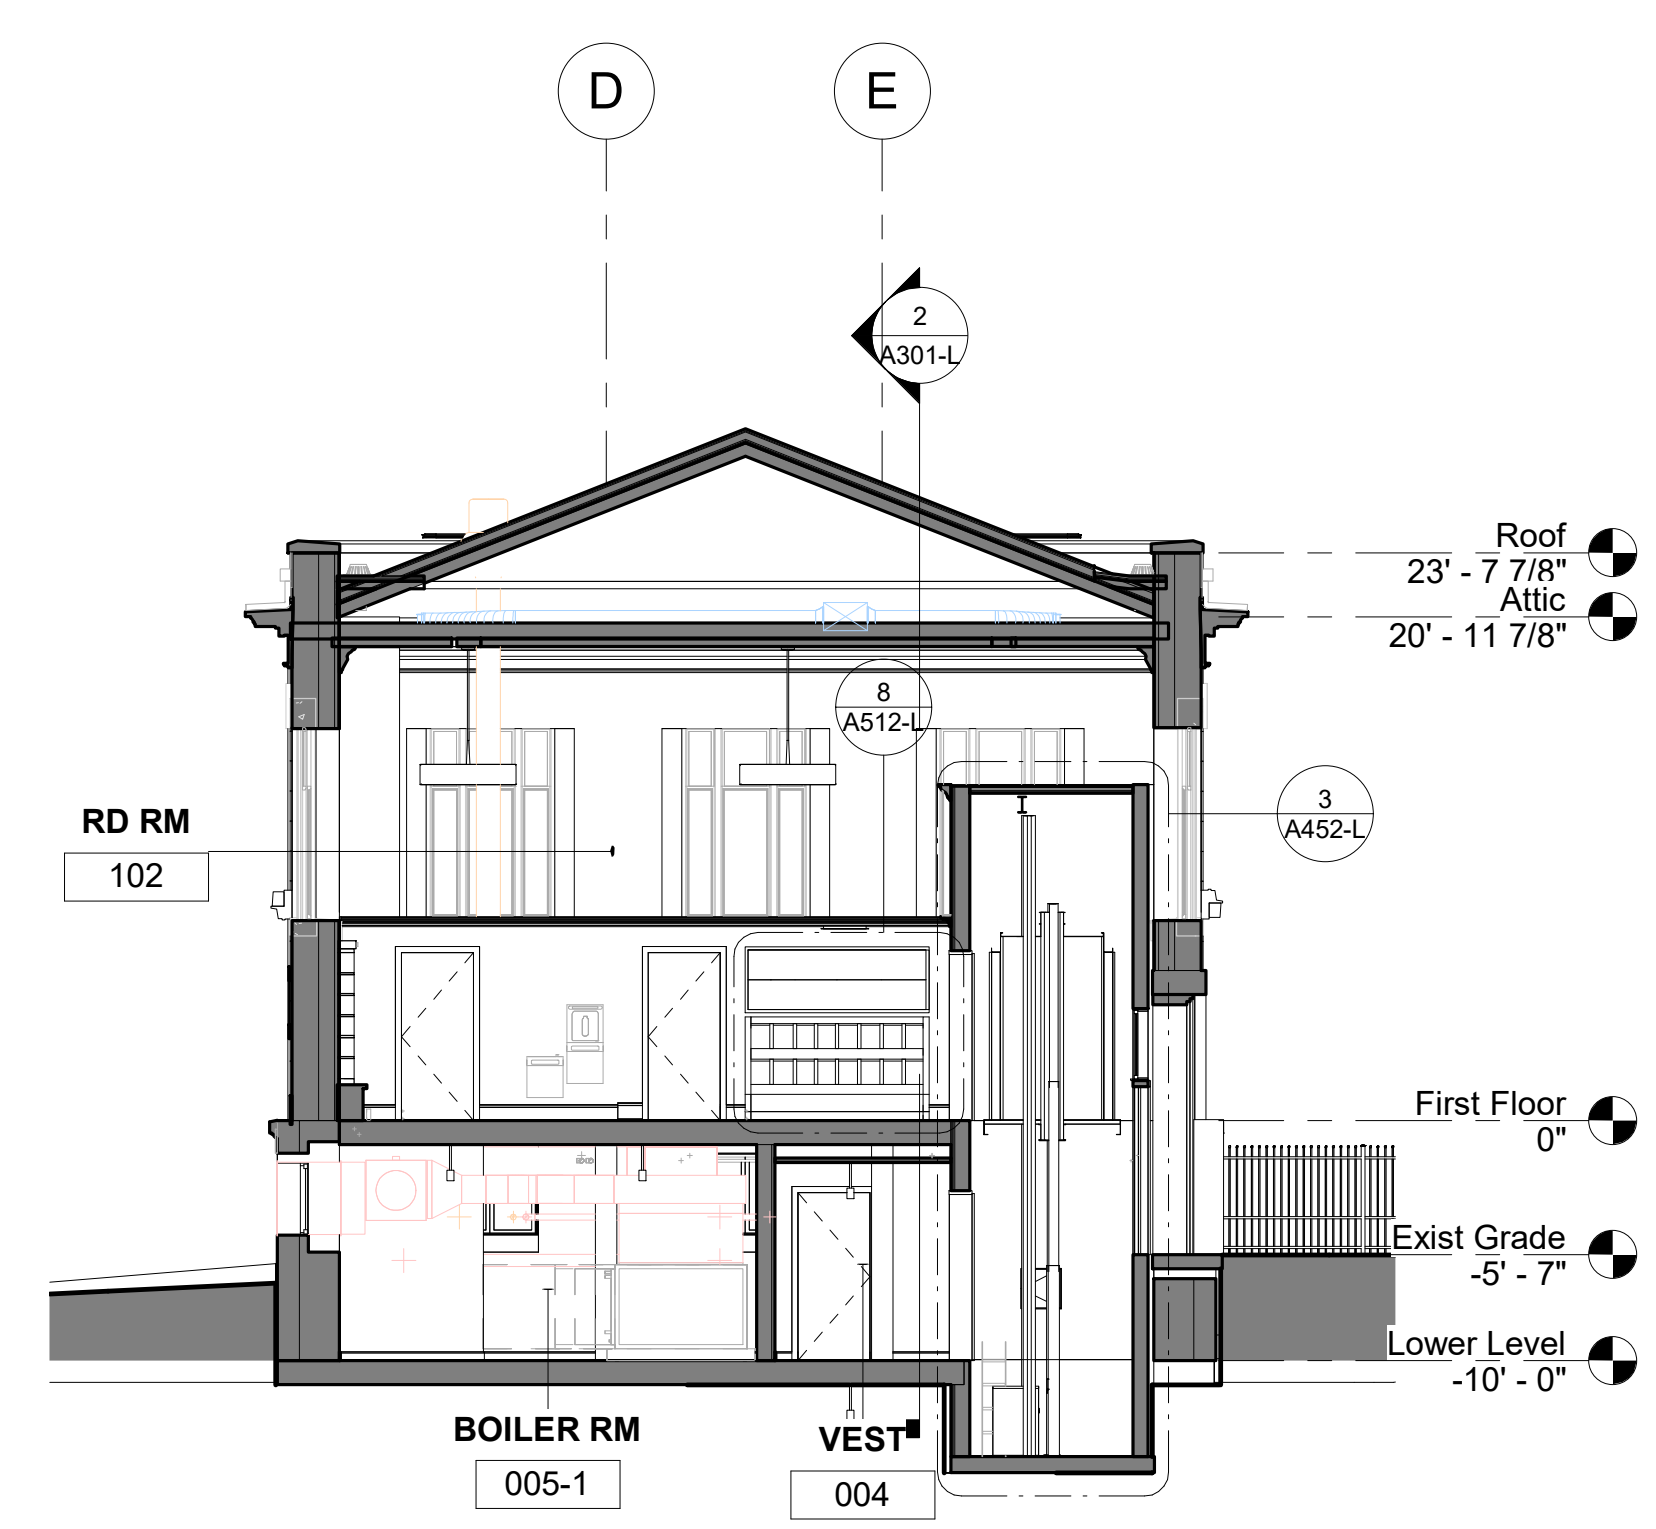 D
E
2
A301-L
Roof
23' - 7 7/8"
Attic
20' - 11 7/8"
8
A512-L
3
A452-L
RD RM
102
First Floor
0"
Exist Grade
-5' - 7"
Lower Level
-10' - 0"
BOILER RM
005-1
VEST
004